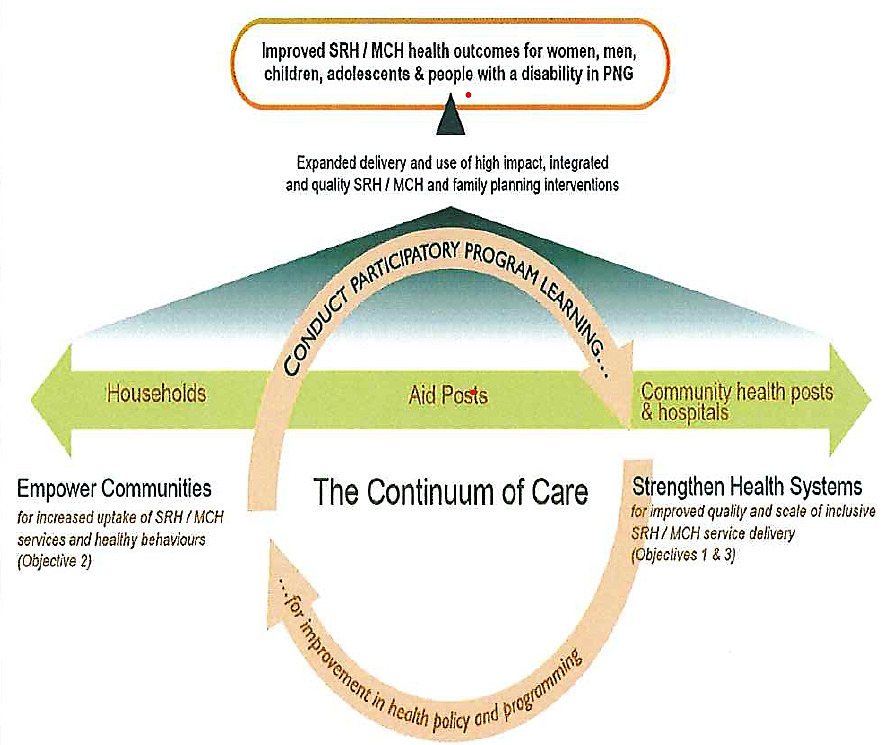 Improved SRH / MCH health outcomes for women, men,
children, adolescents & people with a disability in PNG
Expanded delivery and use of high impact, integrated
and quality SRH / MCH and family planning interventions
CONDUCT PARTICIPATORY PROGRAM LEARNING...
Households
Aid Posts
Community health posts
& hospitals
Empower Communities
for increased uptake of SRH / MCH
services and healthy behaviours
(Objective 2)
The Continuum of Care
Strengthen Health Systems
for improved quality and scale of inclusive
SRH / MCH service delivery
(Objectives 1 & 3)
...for improvement in health policy and programming